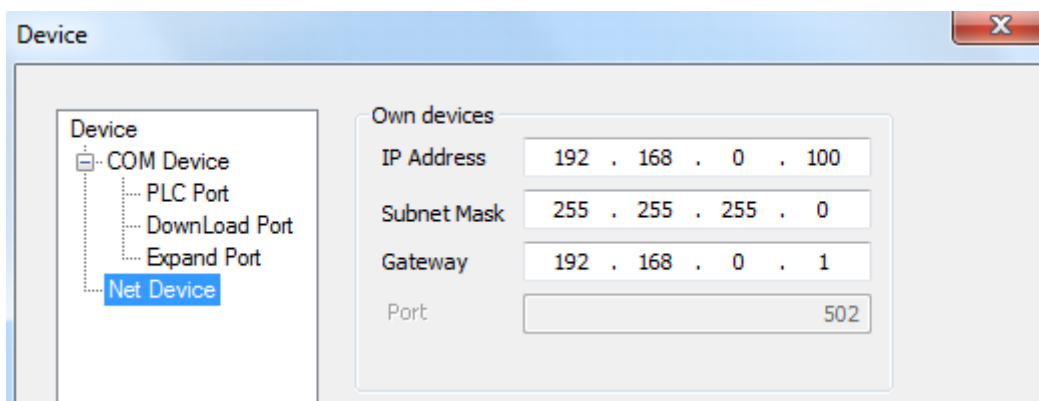 Device
Device
COM Device
PLC Port
DownLoad Port
Expand Port
Net Device
Own devices
IP Address 192 . 168 . 0 . 100
Subnet Mask 255 . 255 . 255 . 0
Gateway 192 . 168 . 0 . 1
Port 502